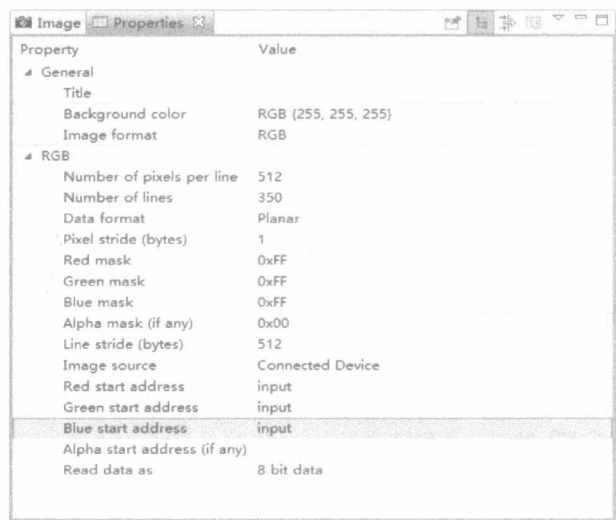 Image Properties
Property Value
General
Title
Background color RGB {255, 255, 255}
Image format RGB
RGB
Number of pixels per line 512
Number of lines 350
Data format Planar
Pixel stride (bytes) 1
Red mask 0xFF
Green mask 0xFF
Blue mask 0xFF
Alpha mask (if any) 0x00
Line stride (bytes) 512
Image source Connected Device
Red start address input
Green start address input
Blue start address input
Alpha start address (if any)
Read data as 8 bit data